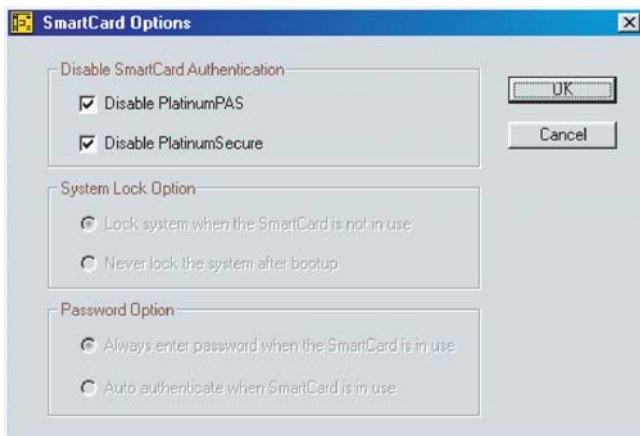 SmartCard Options
Disable SmartCard Authentication
Disable PlatinumPAS
Disable PlatinumSecure
OK
Cancel
System Lock Option
Lock system when the SmartCard is not in use
Never lock the system after bootup
Password Option
Always enter password when the SmartCard is in use
Auto authenticate when SmartCard is in use